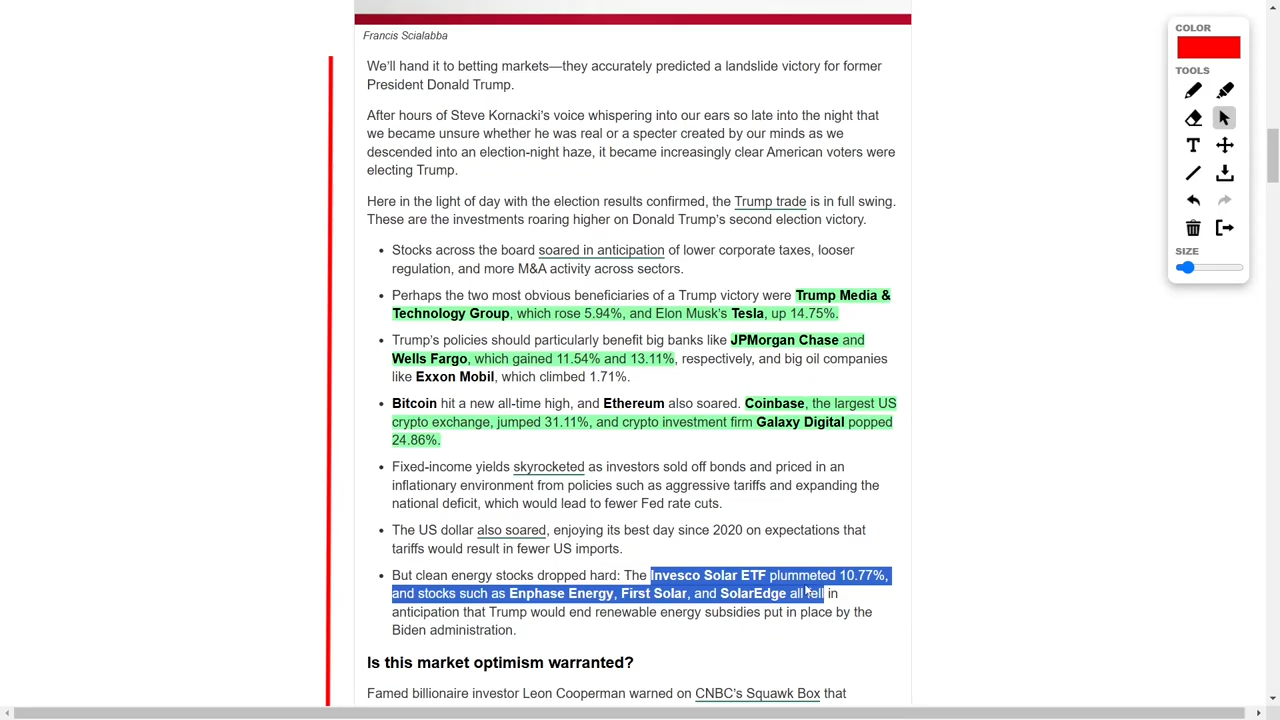 Francis Scialabba
We’ll hand it to betting markets—they accurately predicted a landslide victory for former
President Donald Trump.
After hours of Steve Kornacki’s voice whispering into our ears so late into the night that
we became unsure whether he was real or a specter created by our minds as we
descended into an election-night haze, it became increasingly clear American voters were
electing Trump.
Here in the light of day with the election results confirmed, the Trump trade is in full swing.
These are the investments roaring higher on Donald Trump’s second election victory.
• Stocks across the board soared in anticipation of lower corporate taxes, looser
regulation, and more M&A activity across sectors.
• Perhaps the two most obvious beneficiaries of a Trump victory were Trump Media &
Technology Group, which rose 5.94%, and Elon Musk’s Tesla, up 14.75%.
• Trump’s policies should particularly benefit big banks like JPMorgan Chase and
Wells Fargo, which gained 11.54% and 13.11%, respectively, and big oil companies
like Exxon Mobil, which climbed 1.71%.
• Bitcoin hit a new all-time high, and Ethereum also soared. Coinbase, the largest US
crypto exchange, jumped 31.11%, and crypto investment firm Galaxy Digital popped
24.86%.
• Fixed-income yields skyrocketed as investors sold off bonds and priced in an
inflationary environment from policies such as aggressive tariffs and expanding the
national deficit, which would lead to fewer Fed rate cuts.
• The US dollar also soared, enjoying its best day since 2020 on expectations that
tariffs would result in fewer US imports.
• But clean energy stocks dropped hard: The Invesco Solar ETF plummeted 10.77%,
and stocks such as Enphase Energy, First Solar, and SolarEdge all fell in
anticipation that Trump would end renewable energy subsidies put in place by the
Biden administration.
Is this market optimism warranted?
Famed billionaire investor Leon Cooperman warned on CNBC’s Squawk Box that
COLOR
TOOLS
T
SIZE